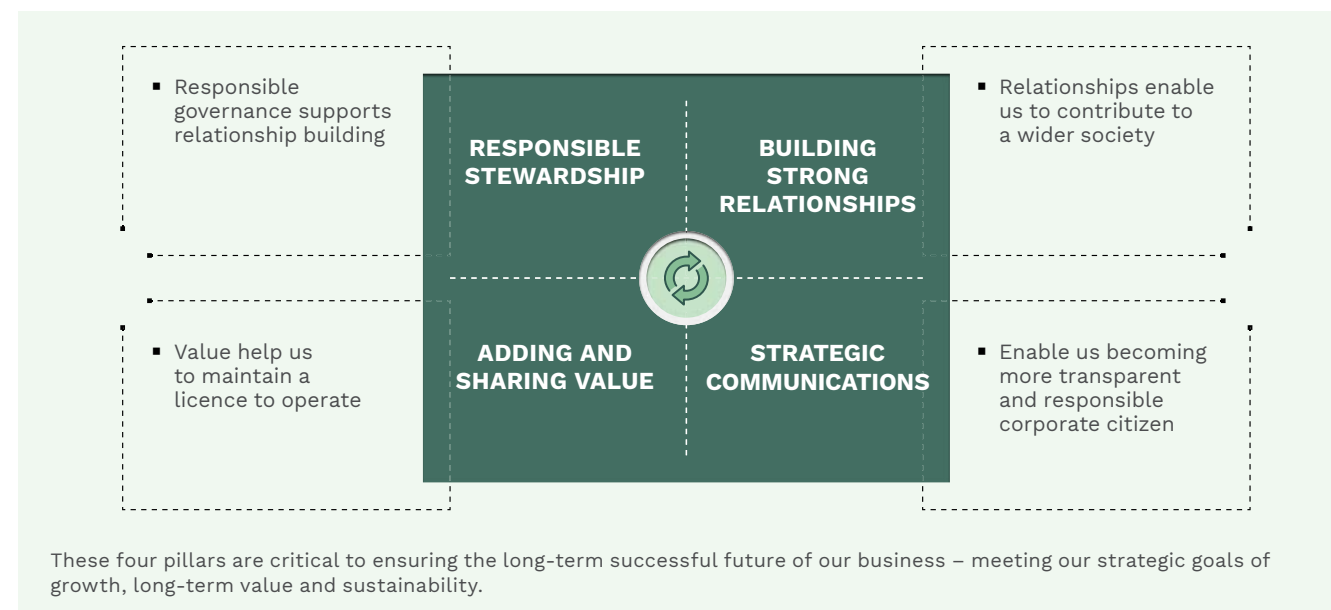 ▪ Responsible
governance supports
relationship building
RESPONSIBLE
STEWARDSHIP
BUILDING
STRONG
RELATIONSHIPS
▪ Relationships enable
us to contribute to
a wider society
▪ Value help us
to maintain a
licence to operate
ADDING AND
SHARING VALUE
STRATEGIC
COMMUNICATIONS
▪ Enable us becoming
more transparent
and responsible
corporate citizen
These four pillars are critical to ensuring the long-term successful future of our business – meeting our strategic goals of
growth, long-term value and sustainability.